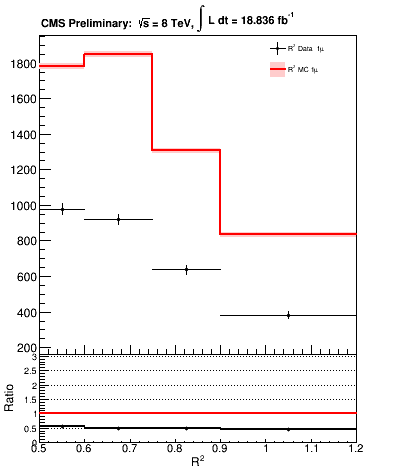 CMS Preliminary: √s = 8 TeV, ∫ L dt = 18.836 fb⁻¹
R² Data 1μ
R² MC 1μ
1800
1600
1400
1200
1000
800
600
400
200
3
2.5
2
1.5
1
0.5
0
Ratio
0.5 0.6 0.7 0.8 0.9 1 1.1 1.2
R²